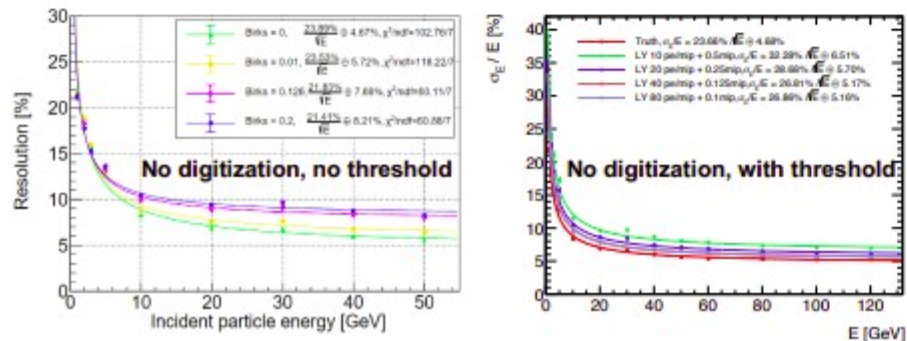 Birks = 0, 23.89%/√E ⊕ 4.67%, χ²/ndf=102.76/7
Birks = 0.01, ⊕ 5.72%, χ²/ndf=118.22/7
Birks = 0.126, 21.83%/√E ⊕ 7.68%, χ²/ndf=60.11/7
Birks = 0.2, 21.41%/√E ⊕ 8.21%, χ²/ndf=60.88/7
No digitization, no threshold
Resolution [%]
30
25
20
15
10
5
0
0 10 20 30 40 50
Incident particle energy [GeV]
Truth, σE/E = 23.66% /√E ⊕ 4.68%
LY 10 pe/mip + 0.5mip, σE/E = 32.28% /√E ⊕ 6.51%
LY 20 pe/mip + 0.25mip, σE/E = 28.68% /√E ⊕ 5.70%
LY 40 pe/mip + 0.125mip, σE/E = 26.81% /√E ⊕ 5.17%
LY 80 pe/mip + 0.1mip, σE/E = 26.86% /√E ⊕ 5.16%
No digitization, with threshold
σE / E [%]
40
35
30
25
20
15
10
5
0
0 20 40 60 80 100 120
E [GeV]